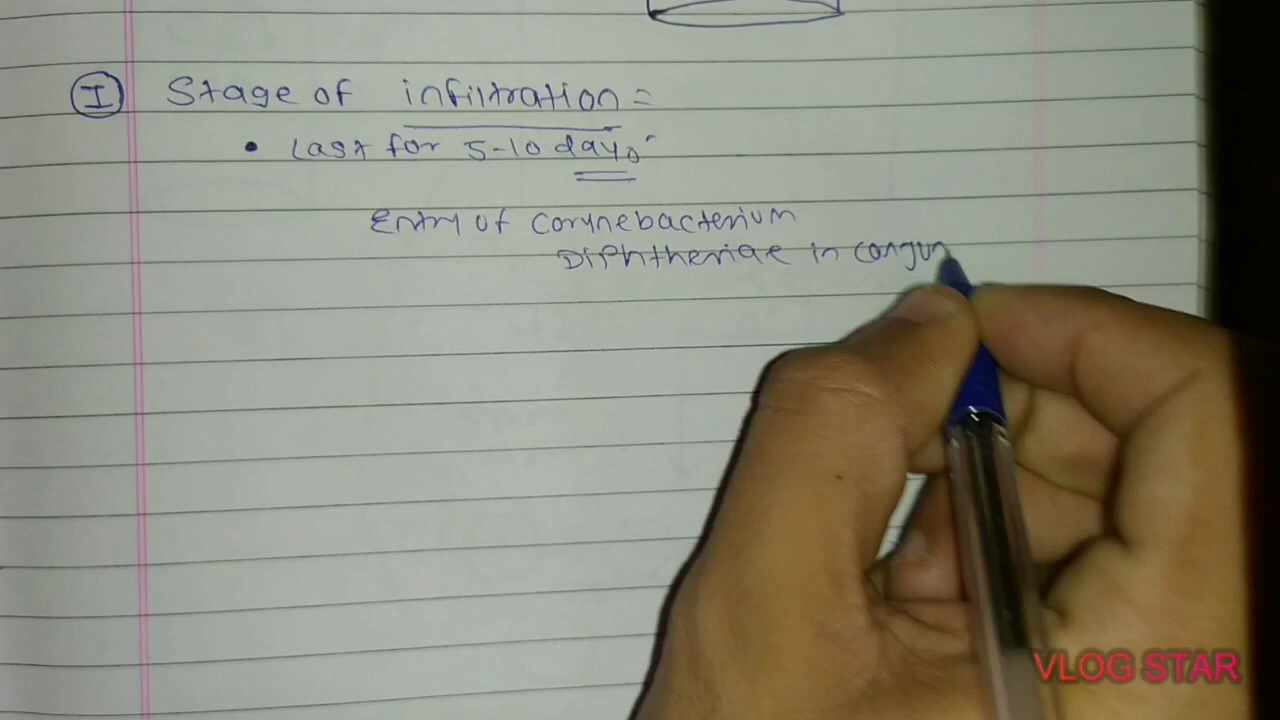 I Stage of infiltration =
• Last for 5-10 days
Entry of Corynebacterium
Diphtheriae in conjun
VLOG STAR